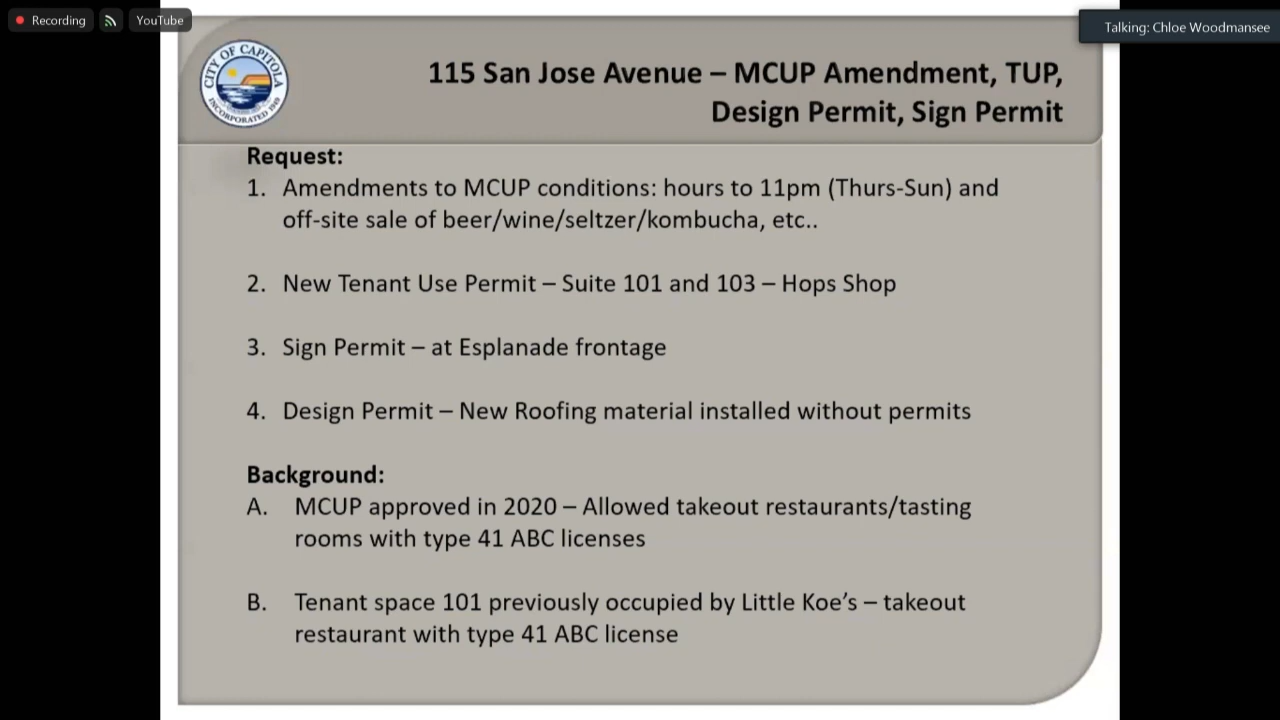 Recording
YouTube
Talking: Chloe Woodmansee
CITY OF CAPITOLA
INCORPORATED 1949
115 San Jose Avenue – MCUP Amendment, TUP,
Design Permit, Sign Permit
Request:
1. Amendments to MCUP conditions: hours to 11pm (Thurs-Sun) and
off-site sale of beer/wine/seltzer/kombucha, etc..
2. New Tenant Use Permit – Suite 101 and 103 – Hops Shop
3. Sign Permit – at Esplanade frontage
4. Design Permit – New Roofing material installed without permits
Background:
A. MCUP approved in 2020 – Allowed takeout restaurants/tasting
rooms with type 41 ABC licenses
B. Tenant space 101 previously occupied by Little Koe’s – takeout
restaurant with type 41 ABC license